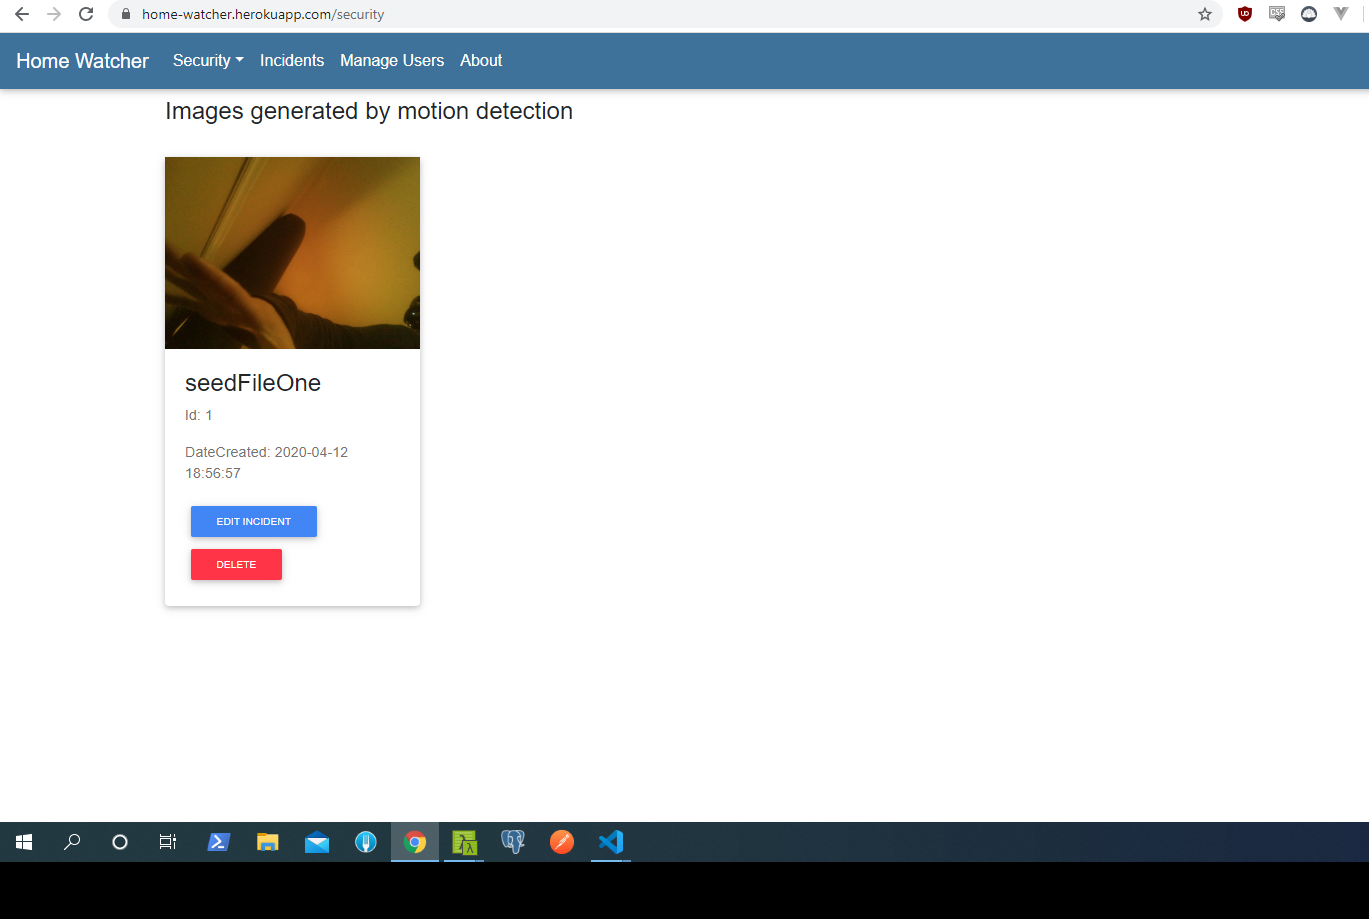 home-watcher.herokuapp.com/security
Home Watcher Security Incidents Manage Users About
Images generated by motion detection
seedFileOne
Id: 1
DateCreated: 2020-04-12
18:56:57
EDIT INCIDENT
DELETE